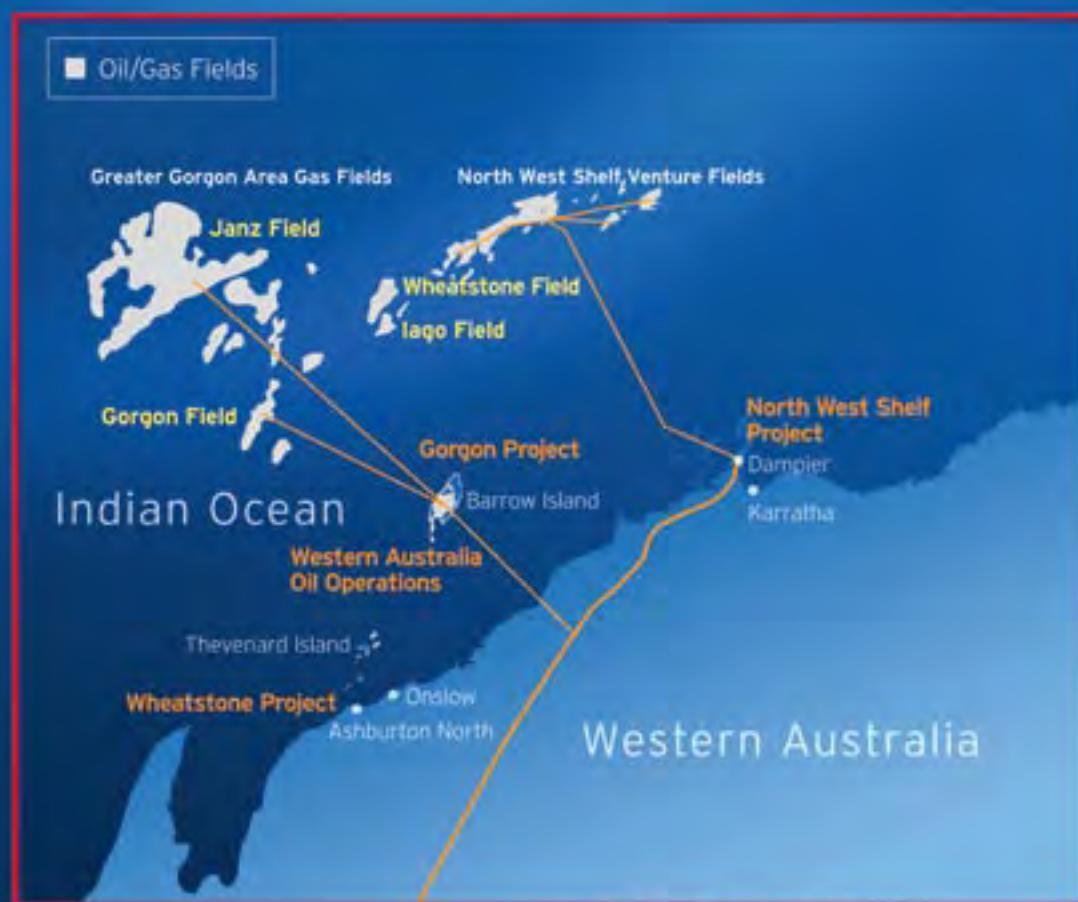 Oil/Gas Fields
Greater Gorgon Area Gas Fields
North West Shelf Venture Fields
Janz Field
Wheatstone Field
Iago Field
Gorgon Field
North West Shelf
Project
Dampier
Karratha
Gorgon Project
Barrow Island
Indian Ocean
Western Australia
Oil Operations
Thevenard Island
Wheatstone Project
Onslow
Ashburton North
Western Australia